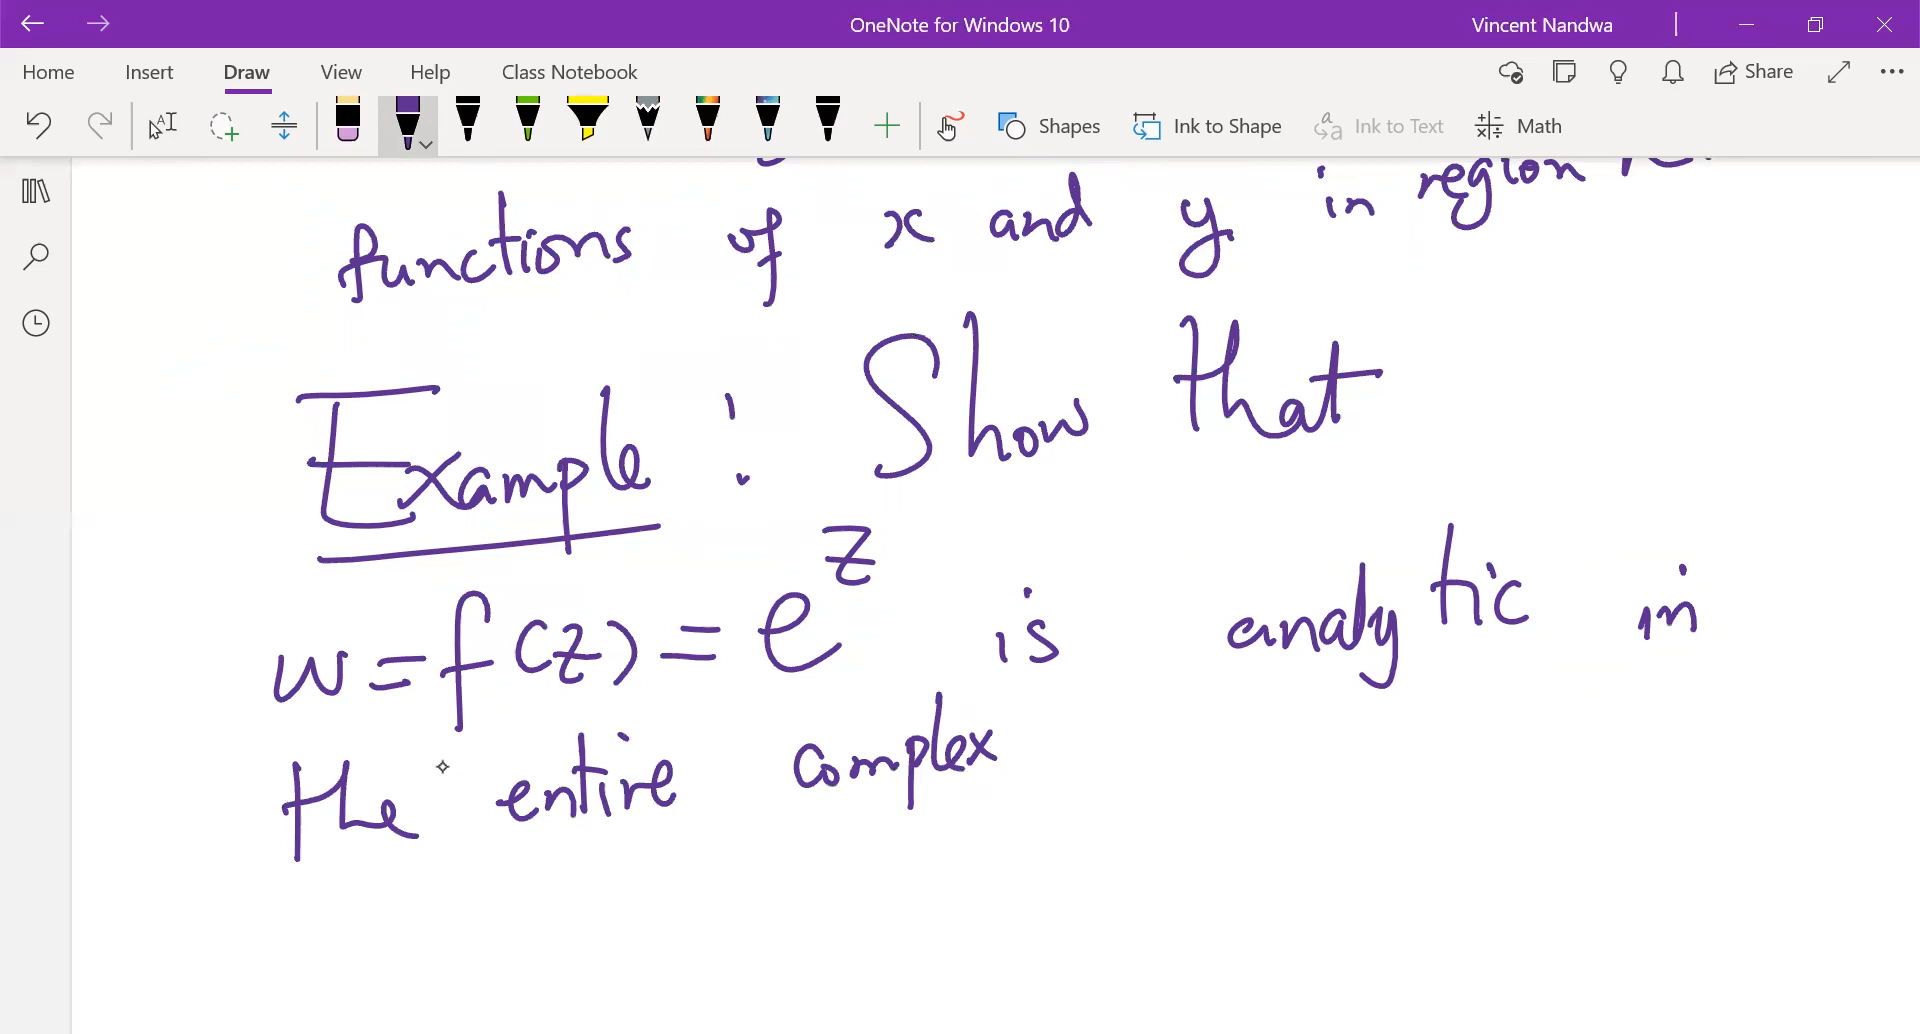 OneNote for Windows 10
Vincent Nandwa
Home Insert Draw View Help Class Notebook
Share
Shapes Ink to Shape Ink to Text Math
functions of x and y in region
Example : Show that
w = f(z) = e^z is analytic in
the entire complex